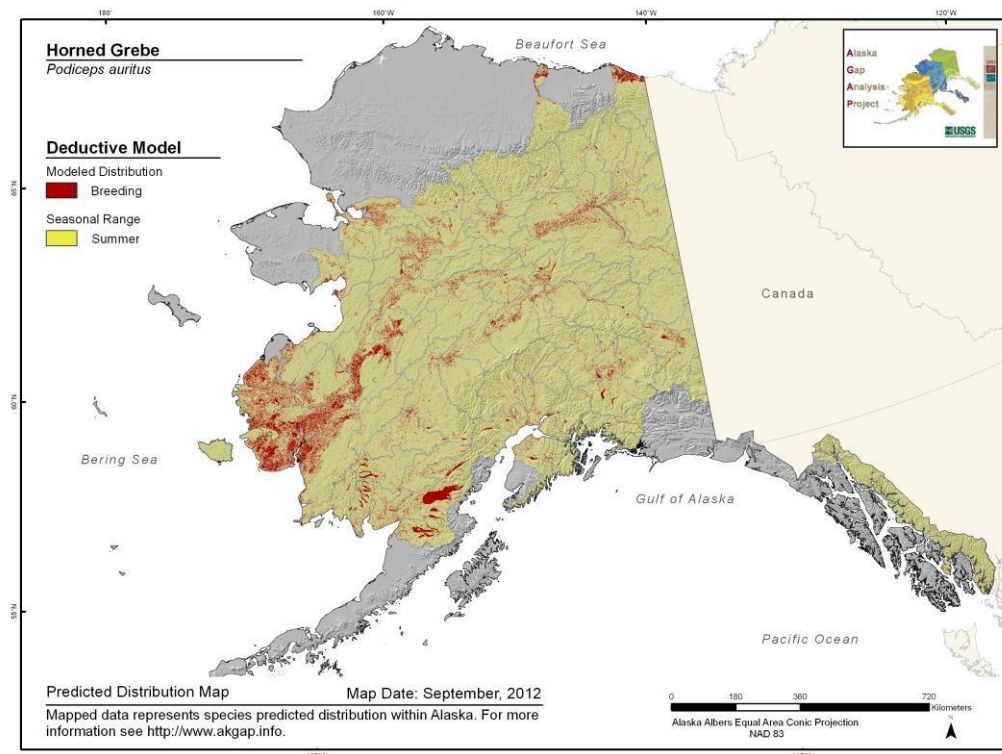 180°
160°W
140°W
120°W
Horned Grebe
Podiceps auritus
Beaufort Sea
Alaska
Gap
Analysis
Project
USGS
Deductive Model
Modeled Distribution
Breeding
Seasonal Range
Summer
65°N
Canada
60°N
Bering Sea
Gulf of Alaska
55°N
Pacific Ocean
Predicted Distribution Map
Map Date: September, 2012
Mapped data represents species predicted distribution within Alaska. For more
information see http://www.akgap.info.
0 180 360 720
Kilometers
Alaska Albers Equal Area Conic Projection
NAD 83
N